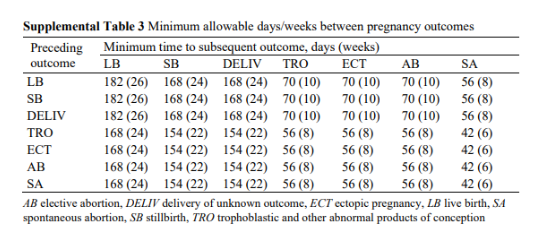 Supplemental Table 3 Minimum allowable days/weeks between pregnancy outcomes
Preceding outcome Minimum time to subsequent outcome, days (weeks)
LB SB DELIV TRO ECT AB SA
LB 182 (26) 168 (24) 168 (24) 70 (10) 70 (10) 70 (10) 56 (8)
SB 182 (26) 168 (24) 168 (24) 70 (10) 70 (10) 70 (10) 56 (8)
DELIV 182 (26) 168 (24) 168 (24) 70 (10) 70 (10) 70 (10) 56 (8)
TRO 168 (24) 154 (22) 154 (22) 56 (8) 56 (8) 56 (8) 42 (6)
ECT 168 (24) 154 (22) 154 (22) 56 (8) 56 (8) 56 (8) 42 (6)
AB 168 (24) 154 (22) 154 (22) 56 (8) 56 (8) 56 (8) 42 (6)
SA 168 (24) 154 (22) 154 (22) 56 (8) 56 (8) 56 (8) 42 (6)
AB elective abortion, DELIV delivery of unknown outcome, ECT ectopic pregnancy, LB live birth, SA
spontaneous abortion, SB stillbirth, TRO trophoblastic and other abnormal products of conception